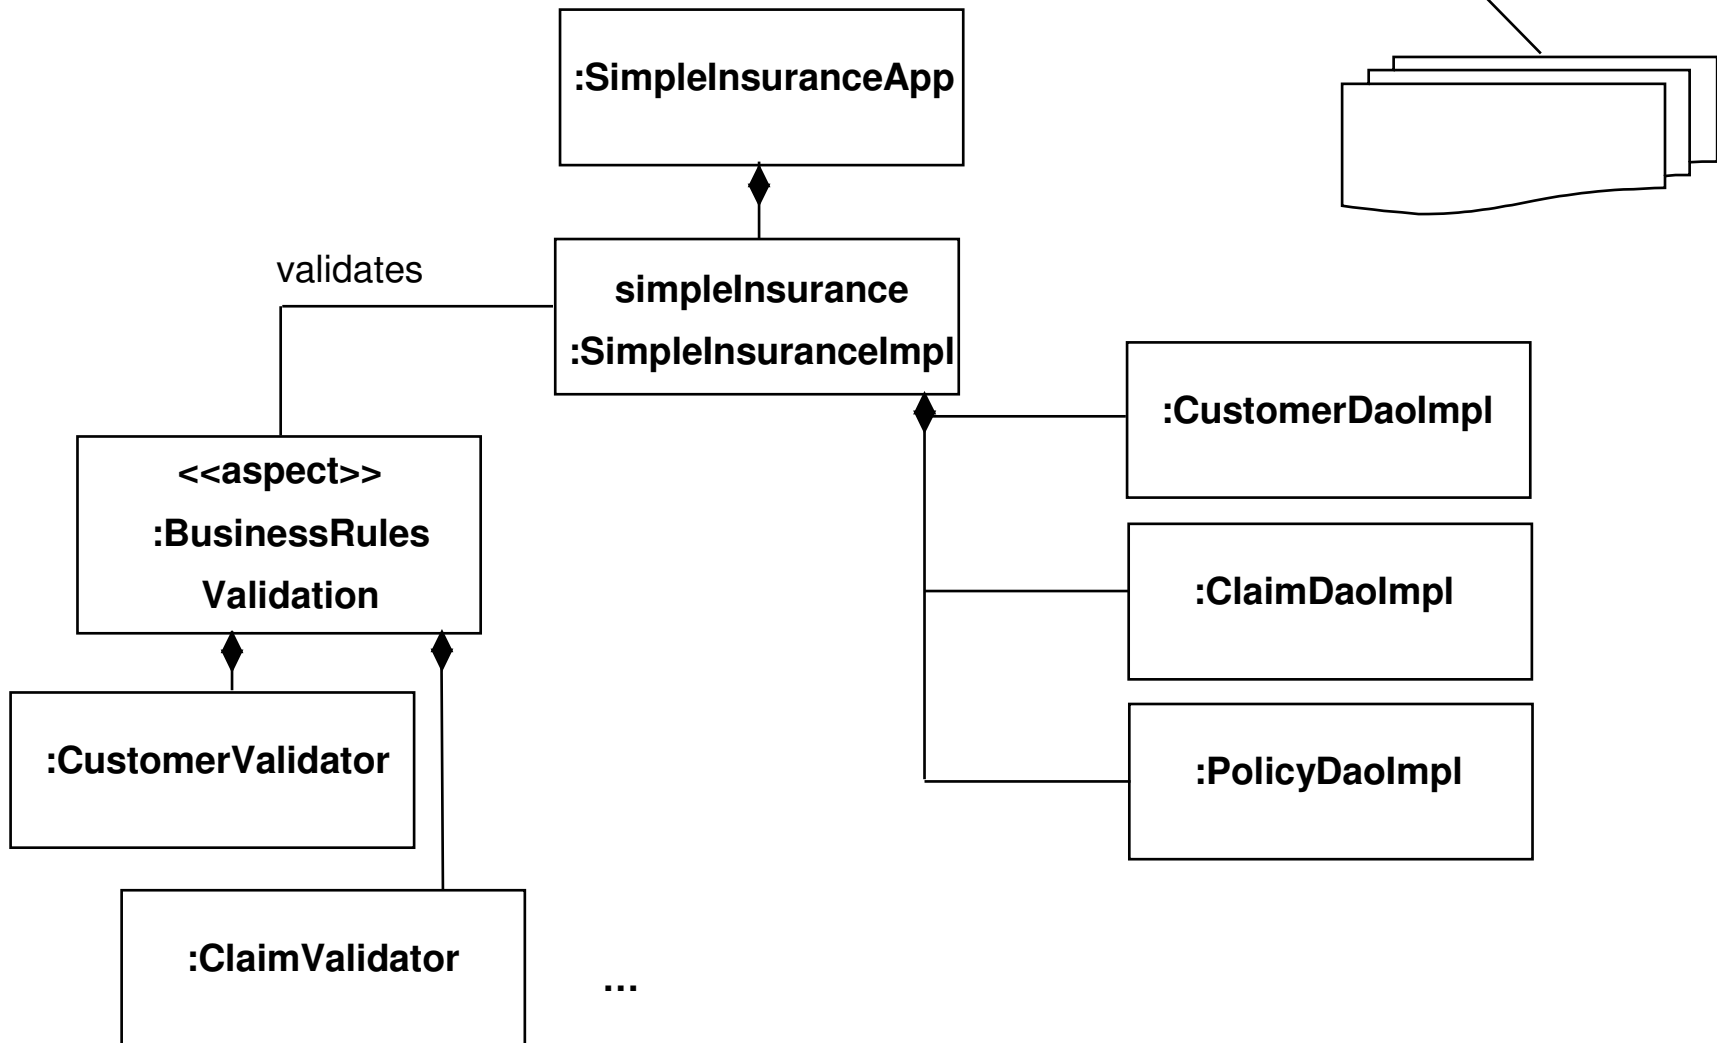 :SimpleInsuranceApp
validates
simpleInsurance
:SimpleInsuranceImpl
:CustomerDaoImpl
<<aspect>>
:BusinessRules
Validation
:ClaimDaoImpl
:CustomerValidator
:PolicyDaoImpl
:ClaimValidator
...